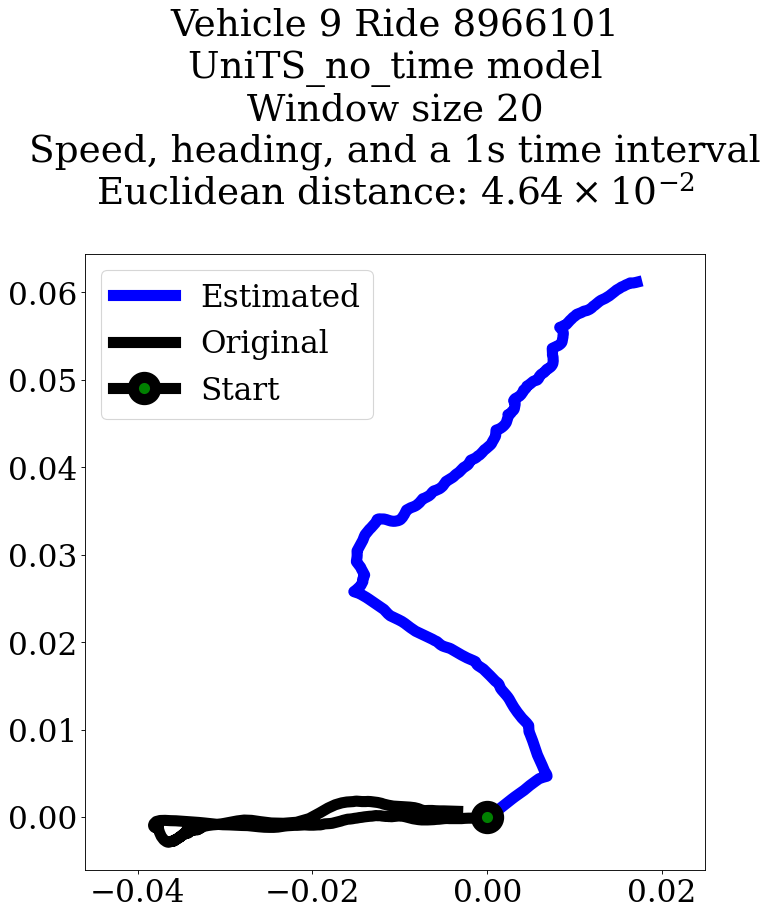 Vehicle 9 Ride 8966101
UniTS_no_time model
Window size 20
Speed, heading, and a 1s time interval
Euclidean distance: 4.64 × 10⁻²
Estimated
Original
Start
0.06
0.05
0.04
0.03
0.02
0.01
0.00
−0.04 −0.02 0.00 0.02